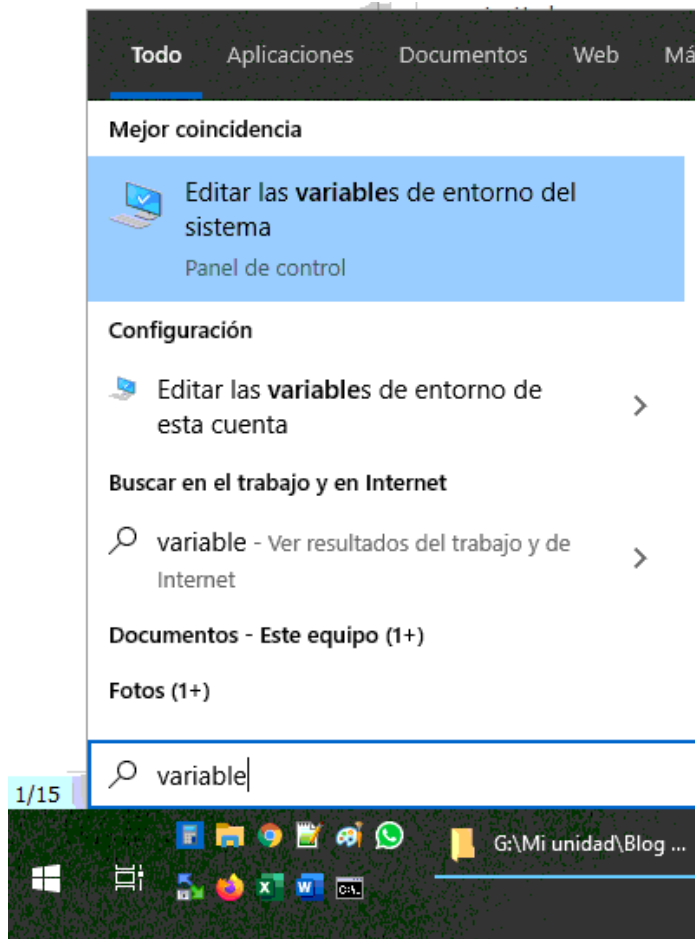 Todo Aplicaciones Documentos Web Má
Mejor coincidencia
Editar las variables de entorno del
sistema
Panel de control
Configuración
Editar las variables de entorno de
esta cuenta
Buscar en el trabajo y en Internet
variable - Ver resultados del trabajo y de
Internet
Documentos - Este equipo (1+)
Fotos (1+)
variable
1/15
G:\Mi unidad\Blog ...